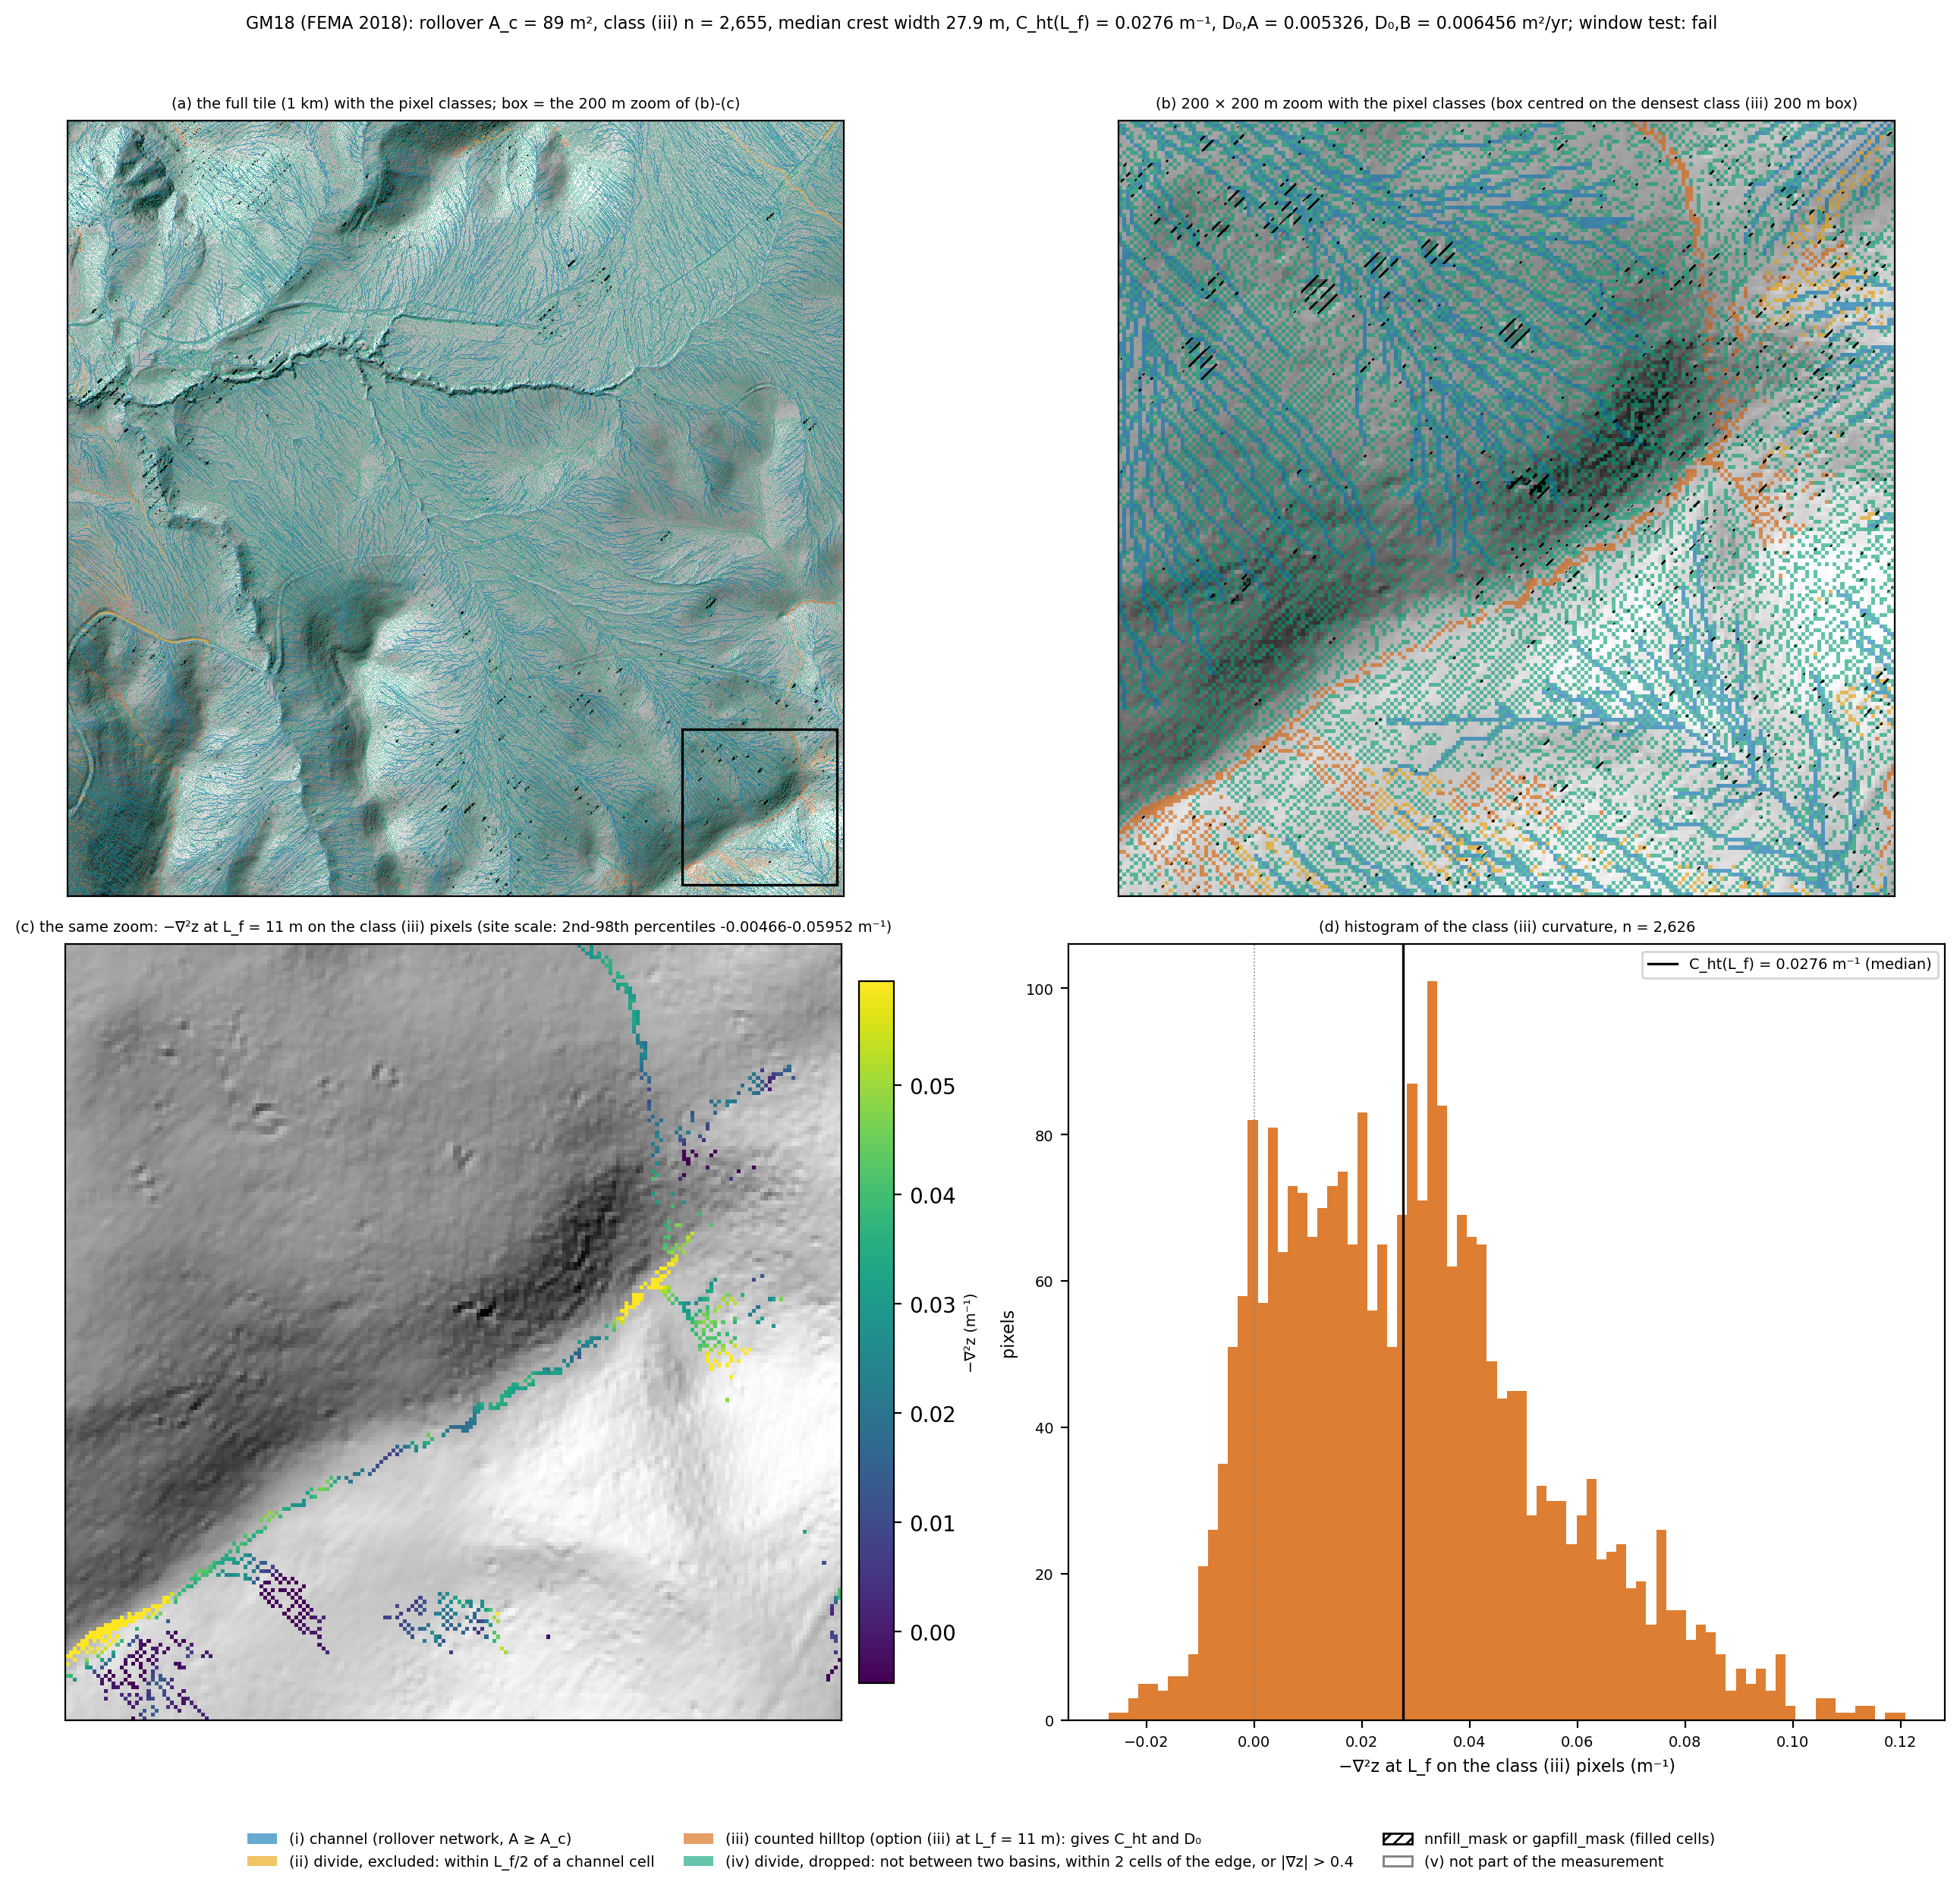 GM18 (FEMA 2018): rollover A_c = 89 m², class (iii) n = 2,655, median crest width 27.9 m, C_ht(L_f) = 0.0276 m⁻¹, D₀,A = 0.005326, D₀,B = 0.006456 m²/yr; window test: fail
(a) the full tile (1 km) with the pixel classes; box = the 200 m zoom of (b)-(c)
(b) 200 × 200 m zoom with the pixel classes (box centred on the densest class (iii) 200 m box)
(c) the same zoom: −∇²z at L_f = 11 m on the class (iii) pixels (site scale: 2nd-98th percentiles -0.00466-0.05952 m⁻¹)
0.05
0.04
0.03
0.02
0.01
0.00
−∇²z (m⁻¹)
(d) histogram of the class (iii) curvature, n = 2,626
C_ht(L_f) = 0.0276 m⁻¹ (median)
100
80
60
40
20
0
pixels
−0.02 0.00 0.02 0.04 0.06 0.08 0.10 0.12
−∇²z at L_f on the class (iii) pixels (m⁻¹)
(i) channel (rollover network, A ≥ A_c)
(ii) divide, excluded: within L_f/2 of a channel cell
(iii) counted hilltop (option (iii) at L_f = 11 m): gives C_ht and D₀
(iv) divide, dropped: not between two basins, within 2 cells of the edge, or |∇z| > 0.4
nnfill_mask or gapfill_mask (filled cells)
(v) not part of the measurement